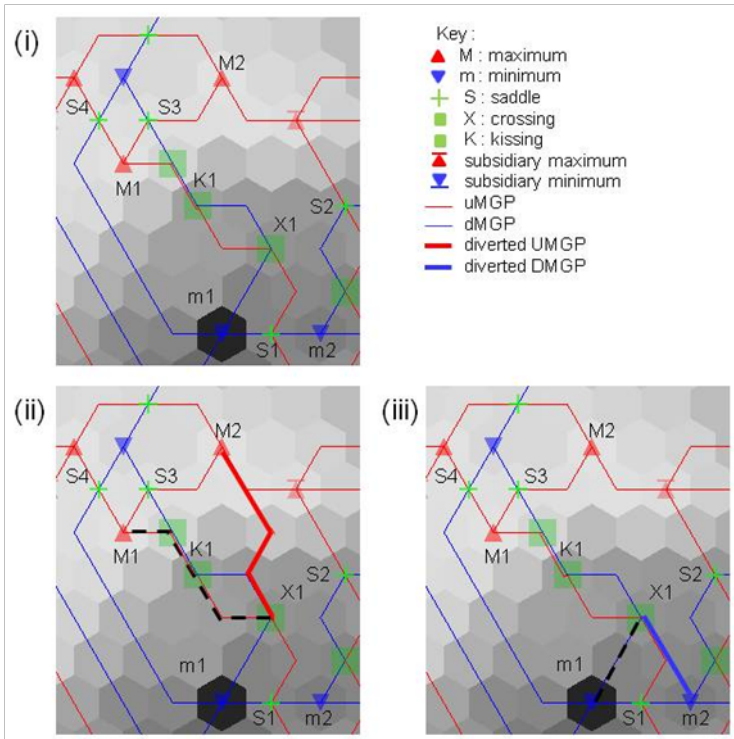 (i)
M2
S4
S3
M1
K1
X1
S2
m1
S1
m2
Key :
M : maximum
m : minimum
S : saddle
X : crossing
K : kissing
subsidiary maximum
subsidiary minimum
uMGP
dMGP
diverted UMGP
diverted DMGP
(ii)
M2
S4
S3
M1
K1
X1
m1
S1
m2
(iii)
M2
S4
S3
M1
K1
X1
S2
m1
S1
m2